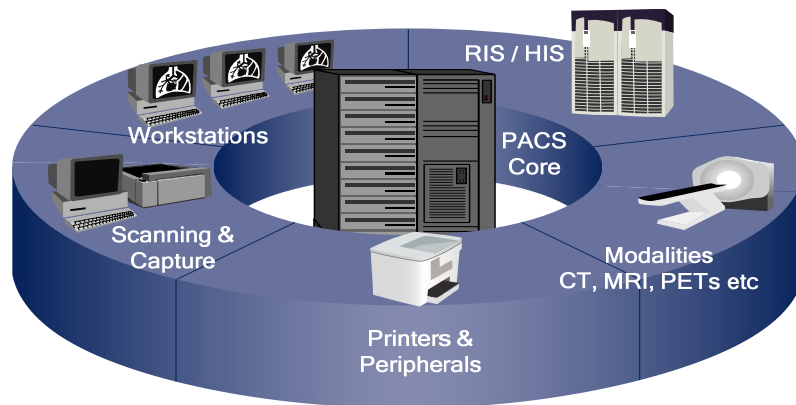 RIS / HIS
Workstations
PACS
Core
Scanning &
Capture
Modalities
CT, MRI, PETs etc
Printers &
Peripherals